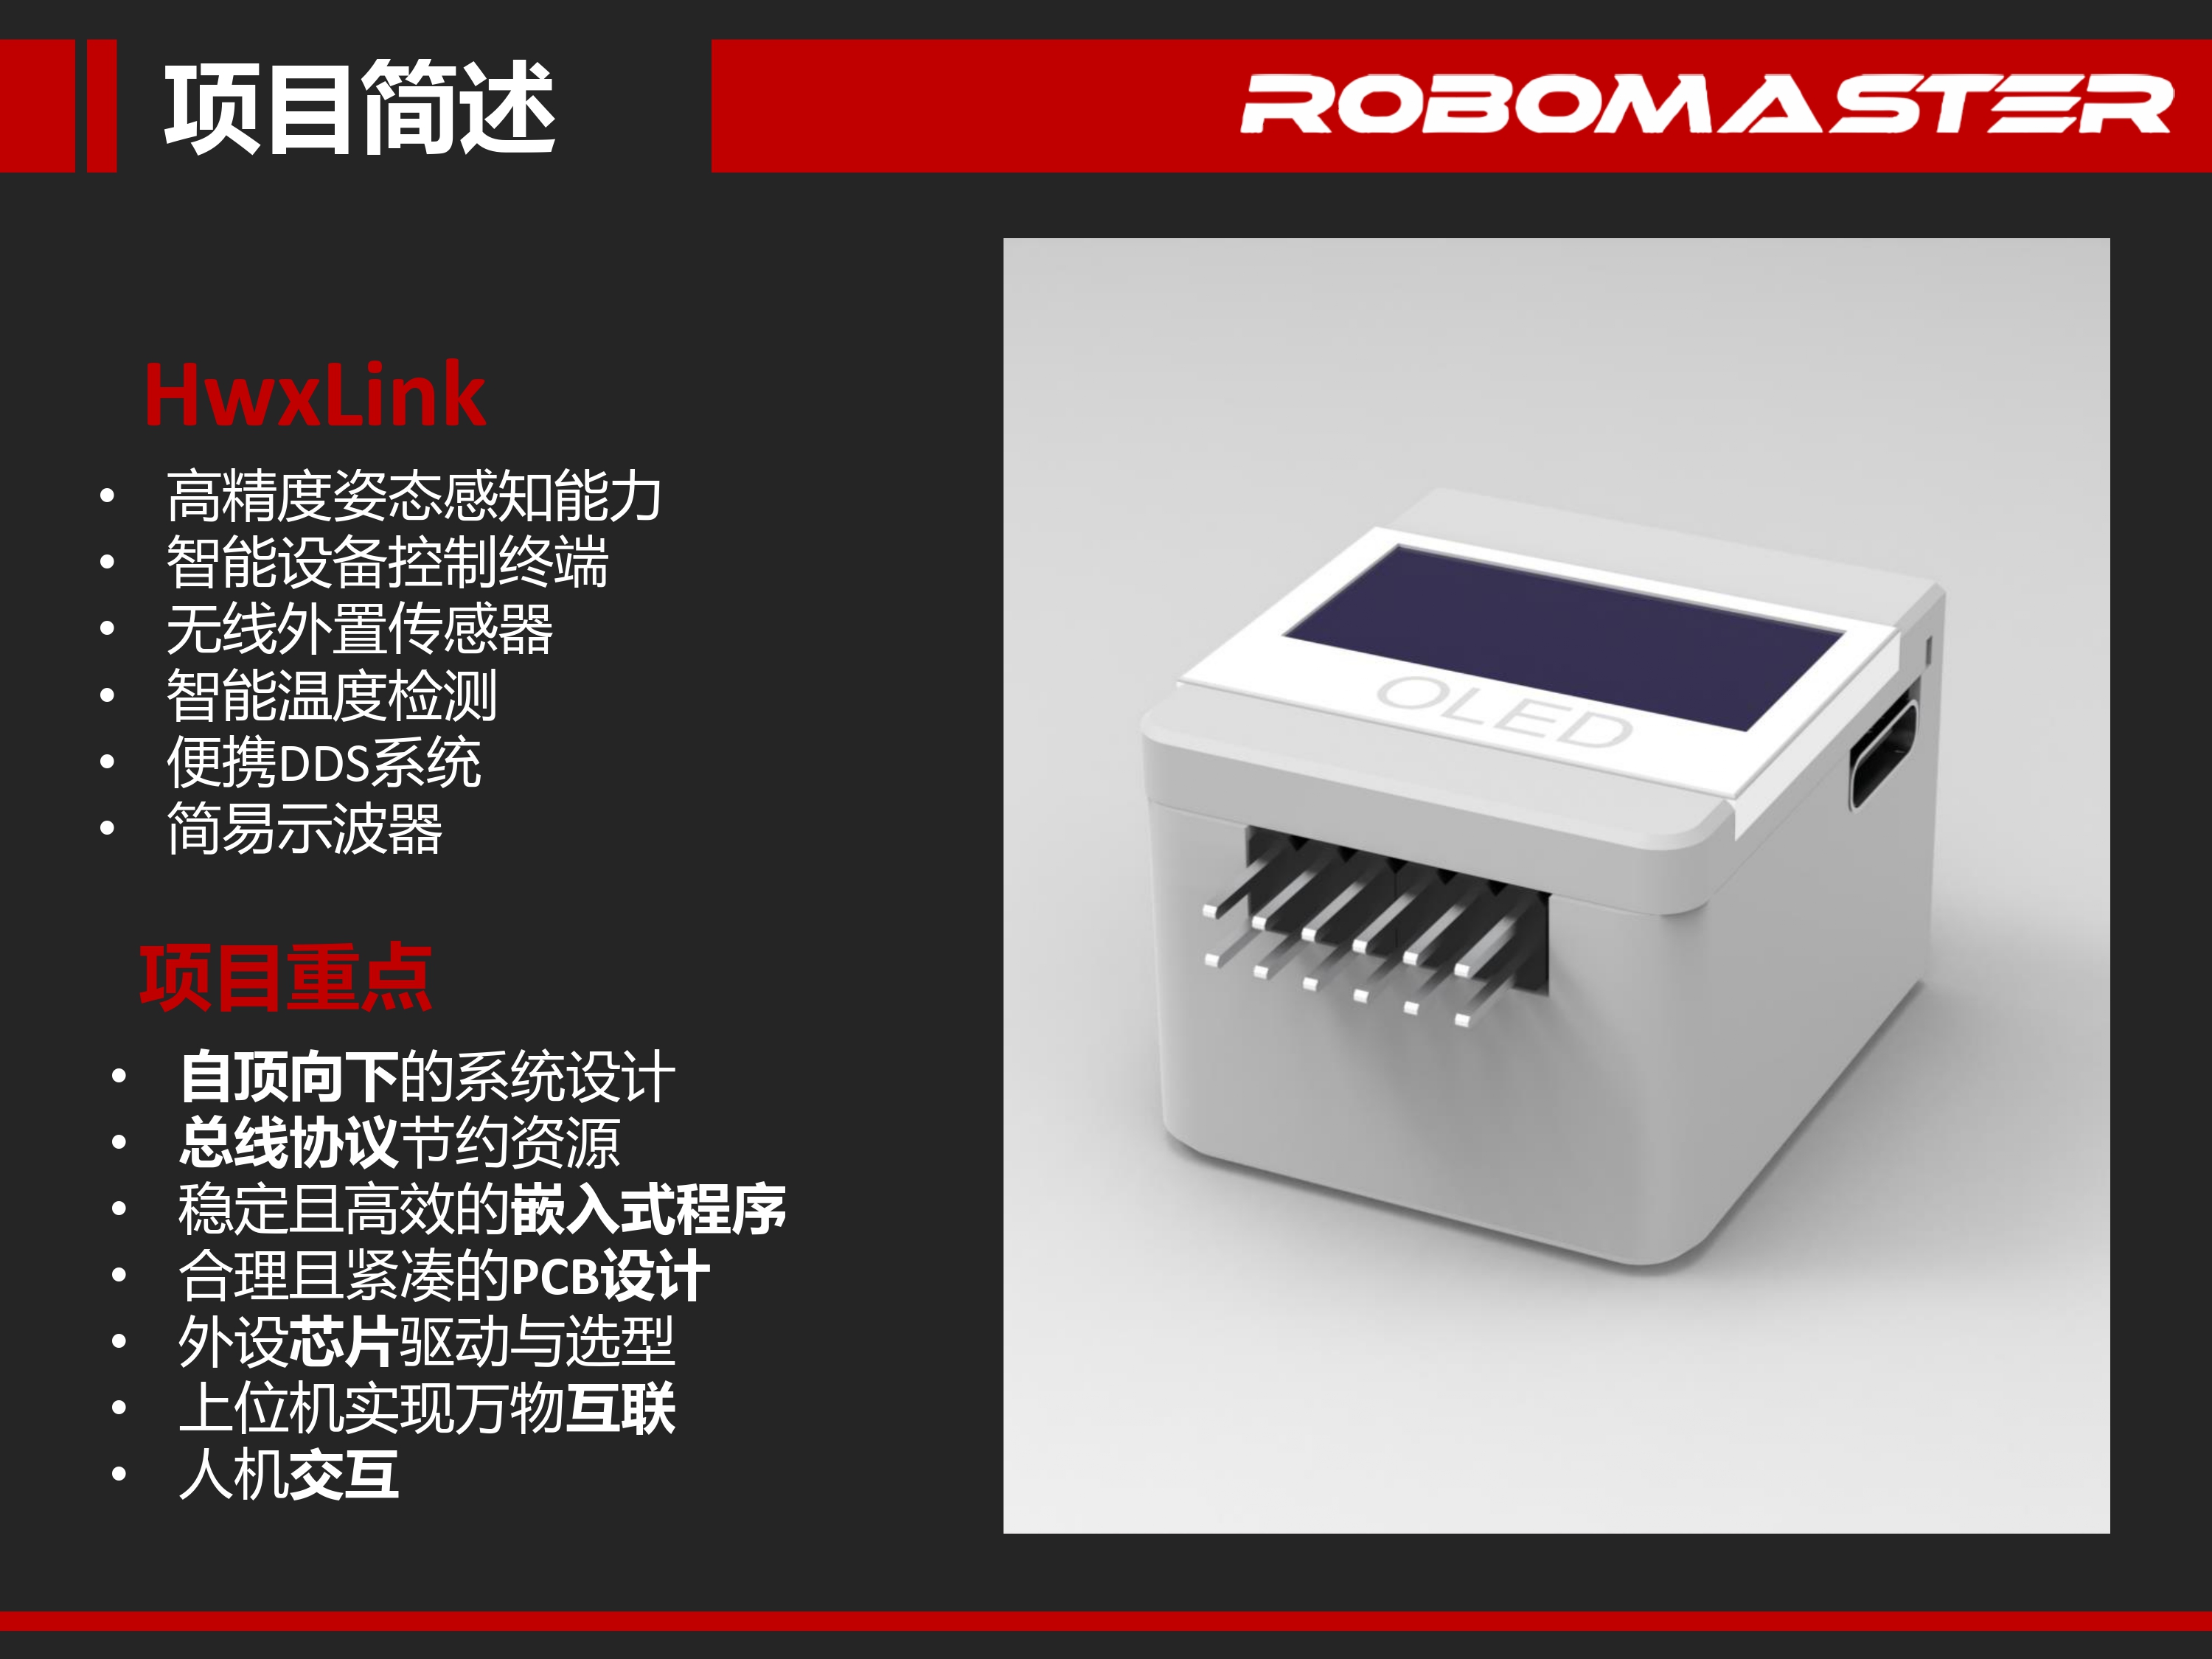 项目简述
ROBOMASTER
HwxLink
• 高精度姿态感知能力
• 智能设备控制终端
• 无线外置传感器
• 智能温度检测
• 便携DDS系统
• 简易示波器
OLED
项目重点
• 自顶向下的系统设计
• 总线协议节约资源
• 稳定且高效的嵌入式程序
• 合理且紧凑的PCB设计
• 外设芯片驱动与选型
• 上位机实现万物互联
• 人机交互